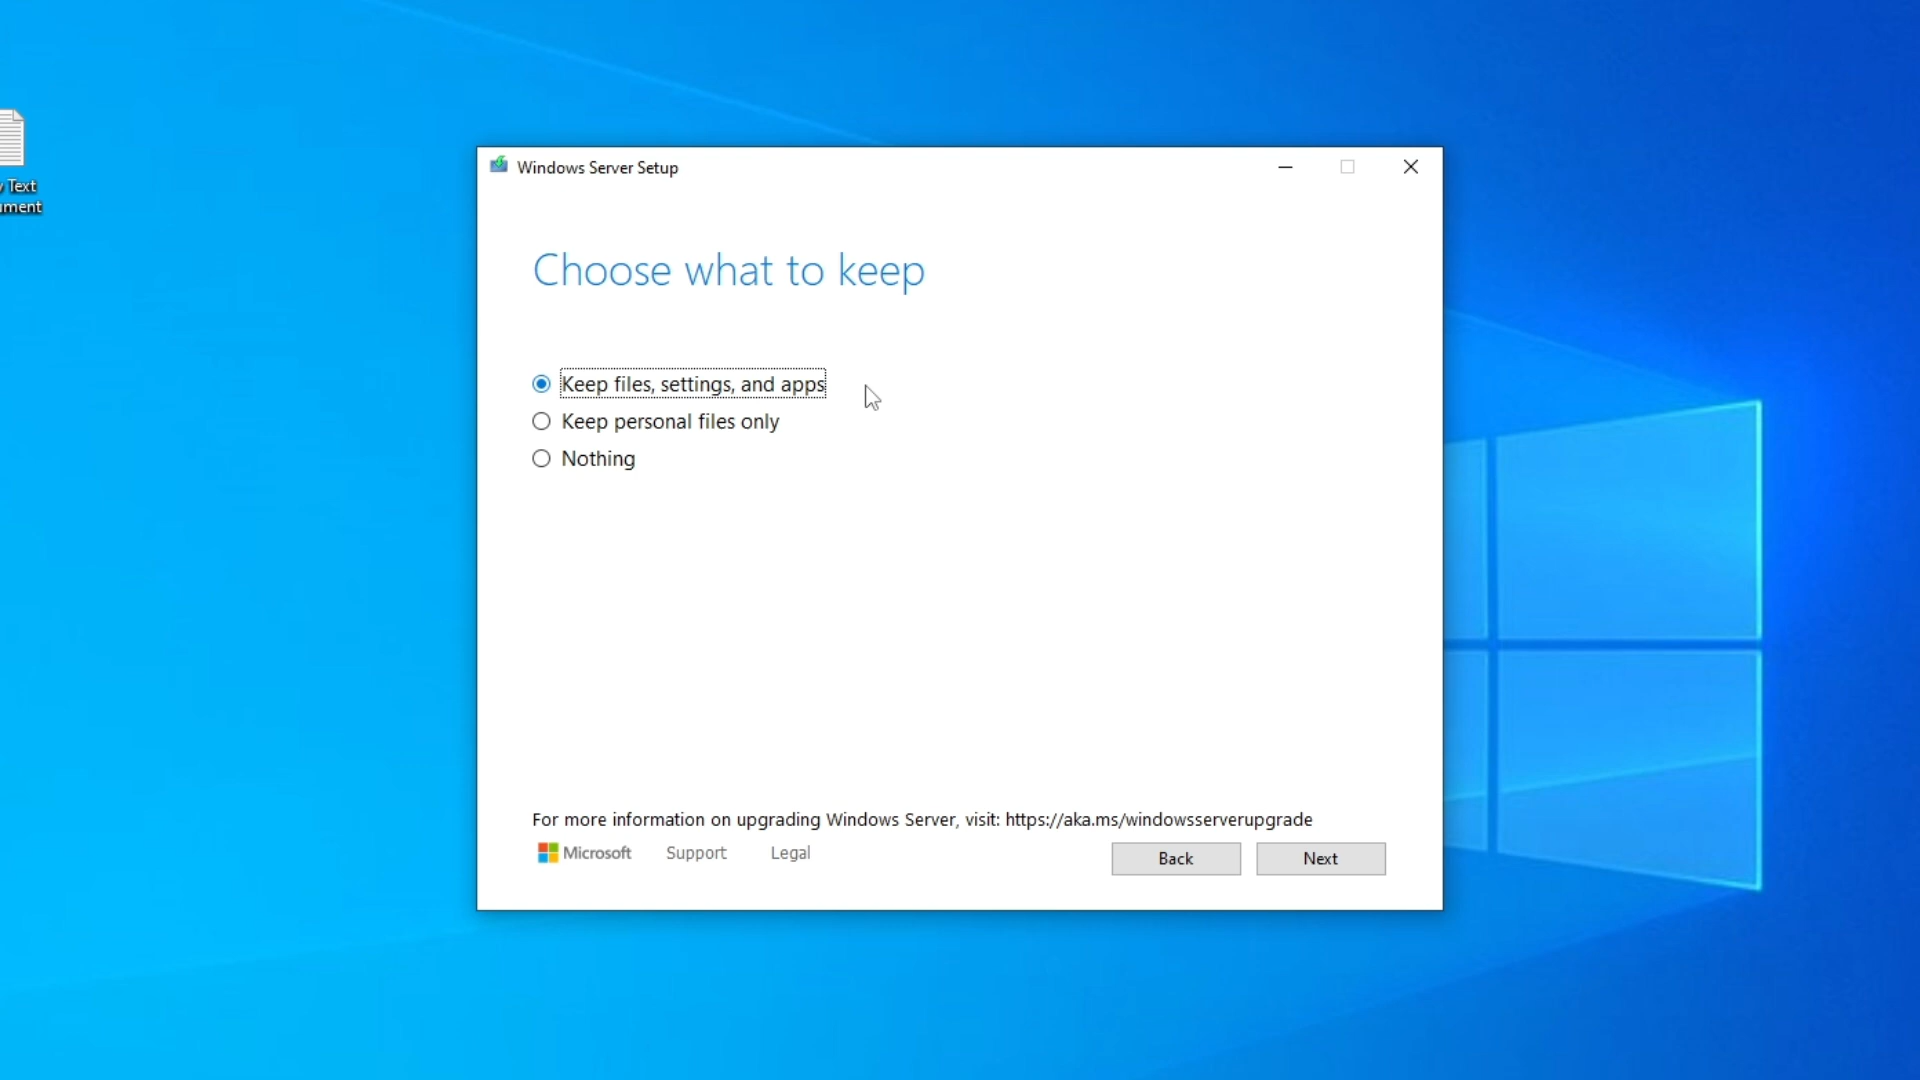 Text
Windows Server Setup
Choose what to keep
Keep files, settings, and apps
Keep personal files only
Nothing
For more information on upgrading Windows Server, visit: https://aka.ms/windowsserverupgrade
Microsoft Support Legal
Back Next